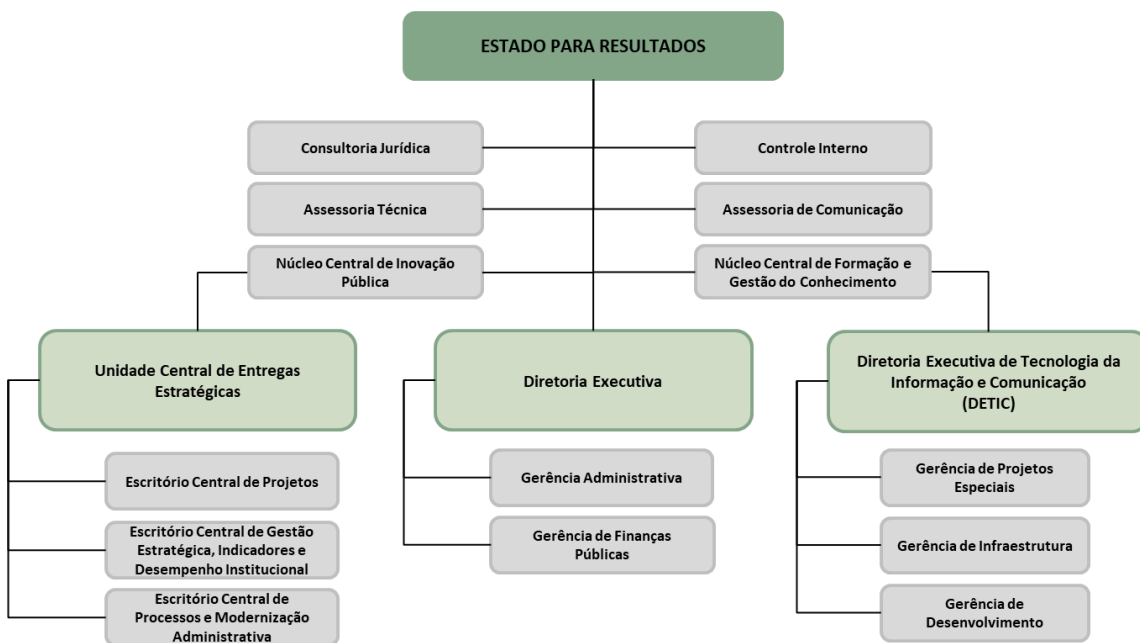 ESTADO PARA RESULTADOS
Consultoria Jurídica
Controle Interno
Assessoria Técnica
Assessoria de Comunicação
Núcleo Central de Inovação
Pública
Núcleo Central de Formação e
Gestão do Conhecimento
Unidade Central de Entregas
Estratégicas
Diretoria Executiva
Diretoria Executiva de Tecnologia da
Informação e Comunicação
(DETIC)
Escritório Central de Projetos
Escritório Central de Gestão
Estratégica, Indicadores e
Desempenho Institucional
Escritório Central de
Processos e Modernização
Administrativa
Gerência Administrativa
Gerência de Finanças
Públicas
Gerência de Projetos
Especiais
Gerência de Infraestrutura
Gerência de
Desenvolvimento